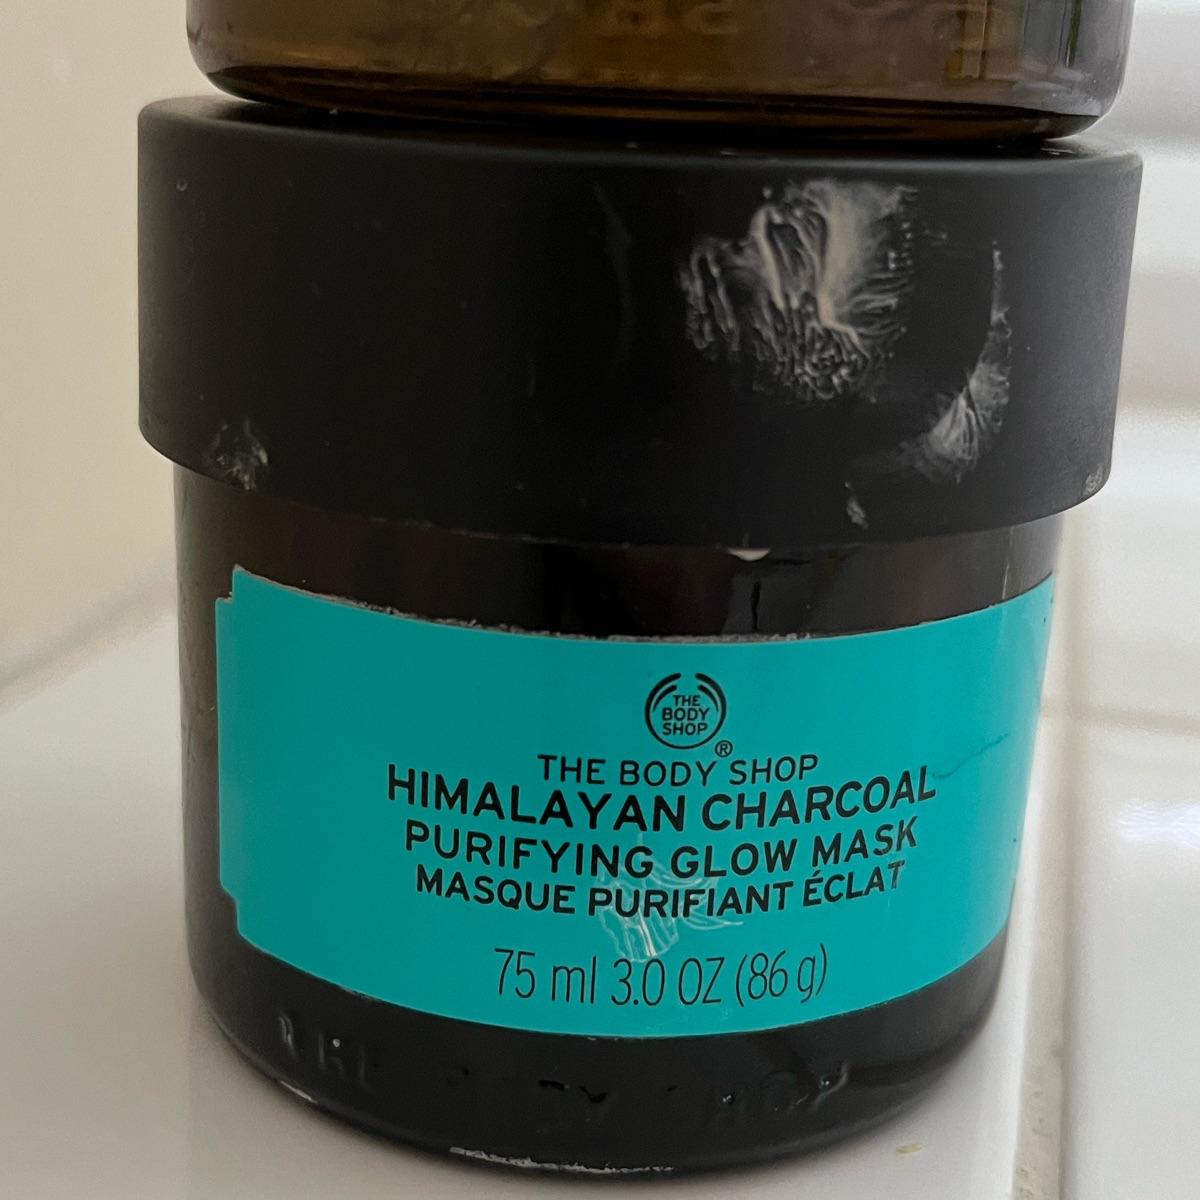 THE
BODY
SHOP
®
THE BODY SHOP
HIMALAYAN CHARCOAL
PURIFYING GLOW MASK
MASQUE PURIFIANT ÉCLAT
75 ml 3.0 OZ (86 g)